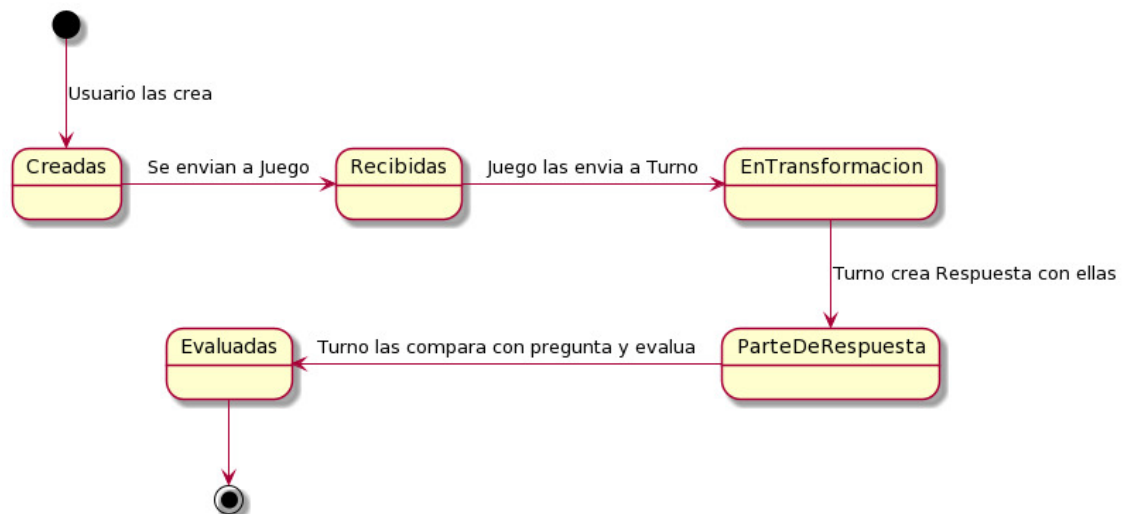 Usuario las crea
Creadas
Se envian a Juego
Recibidas
Juego las envia a Turno
EnTransformacion
Turno crea Respuesta con ellas
Evaluadas
Turno las compara con pregunta y evalua
ParteDeRespuesta